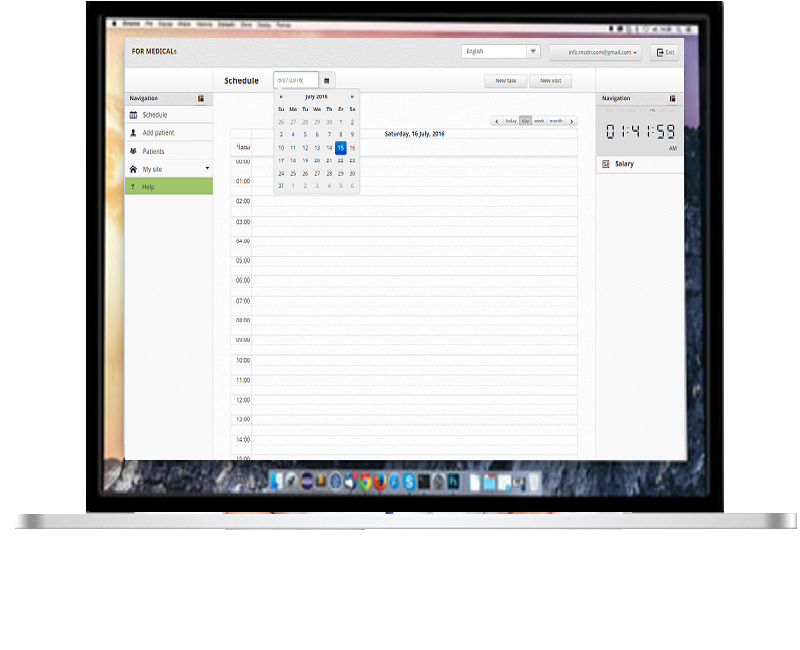 FOR MEDICALs
English
info.msdn.com@gmail.com
Exit
Schedule
15/07/2016
New task
New visit
Navigation
Schedule
Add patient
Patients
My site
? Help
« July 2016 »
Su Mo Tu We Th Fr Sa
26 27 28 29 30 1 2
3 4 5 6 7 8 9
10 11 12 13 14 15 16
17 18 19 20 21 22 23
24 25 26 27 28 29 30
31 1 2 3 4 5 6
today day week month
Saturday, 16 July, 2016
Часы
00:00
01:00
02:00
03:00
04:00
05:00
06:00
07:00
08:00
09:00
10:00
11:00
12:00
13:00
14:00
15:00
Navigation
01:41:59
AM
Salary